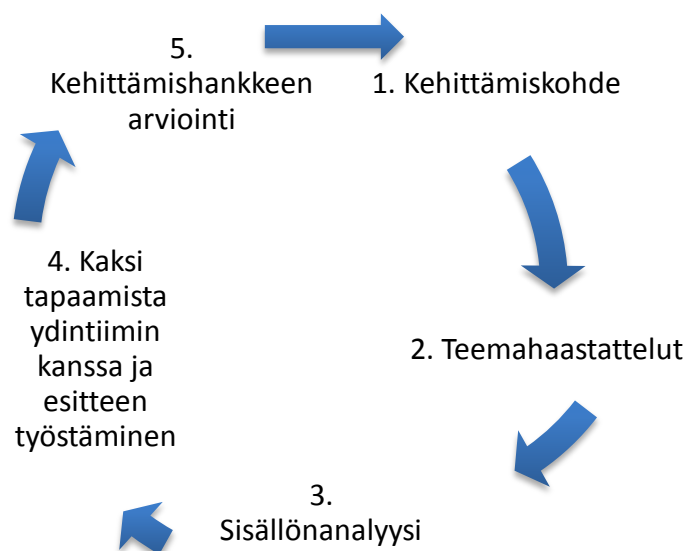 5.
Kehittämishankkeen
arviointi
1. Kehittämiskohde
2. Teemahaastattelut
3.
Sisällönanalyysi
4. Kaksi
tapaamista
ydintiimin
kanssa ja
esitteen
työstäminen